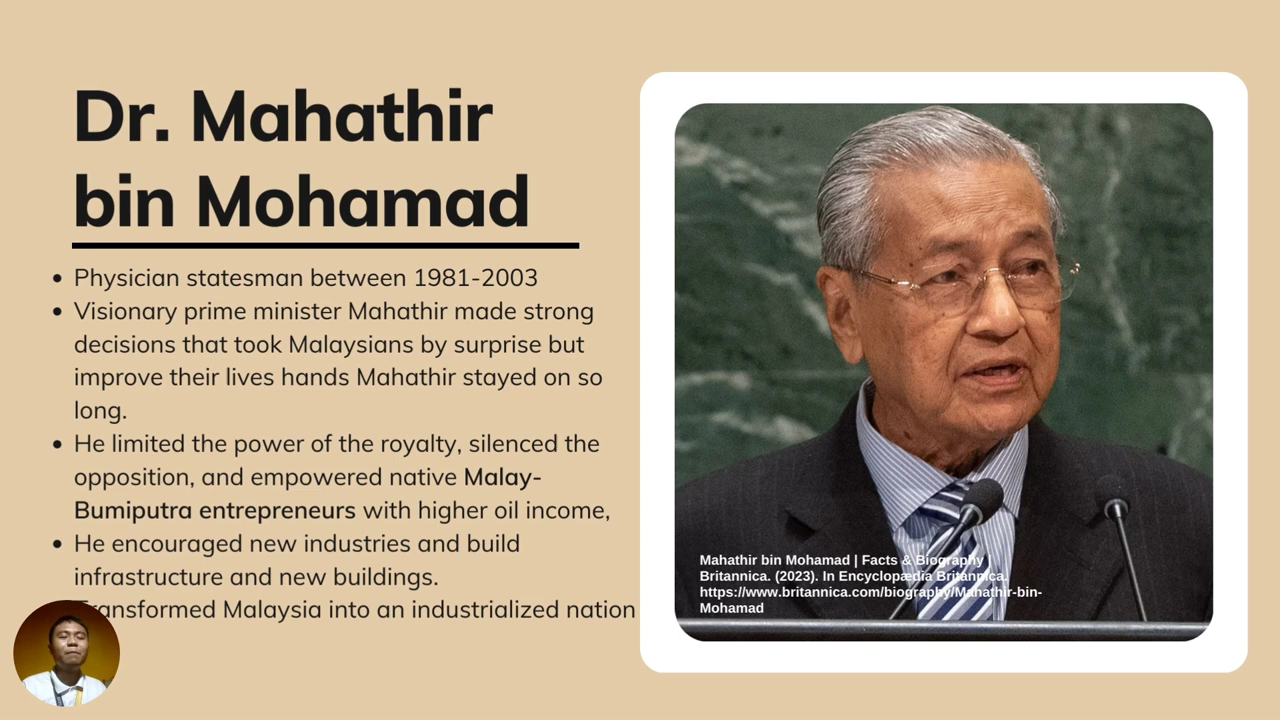 Dr. Mahathir
bin Mohamad
• Physician statesman between 1981-2003
• Visionary prime minister Mahathir made strong
decisions that took Malaysians by surprise but
improve their lives hands Mahathir stayed on so
long.
• He limited the power of the royalty, silenced the
opposition, and empowered native Malay-
Bumiputra entrepreneurs with higher oil income,
• He encouraged new industries and build
infrastructure and new buildings.
Transformed Malaysia into an industrialized nation
Mahathir bin Mohamad | Facts & Biography |
Britannica. (2023). In Encyclopædia Britannica.
https://www.britannica.com/biography/Mahathir-bin-
Mohamad